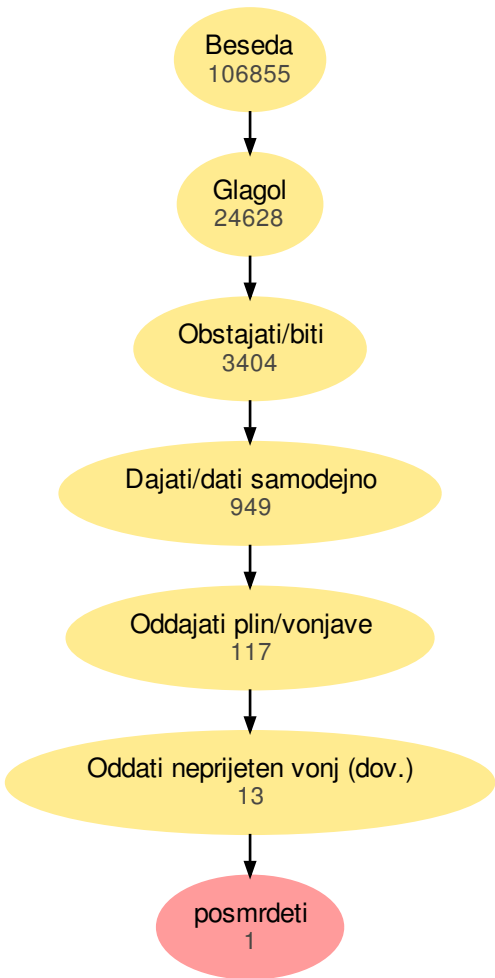 Beseda
106855
Glagol
24628
Obstajati/biti
3404
Dajati/dati samodejno
949
Oddajati plin/vonjave
117
Oddati neprijeten vonj (dov.)
13
posmrdeti
1